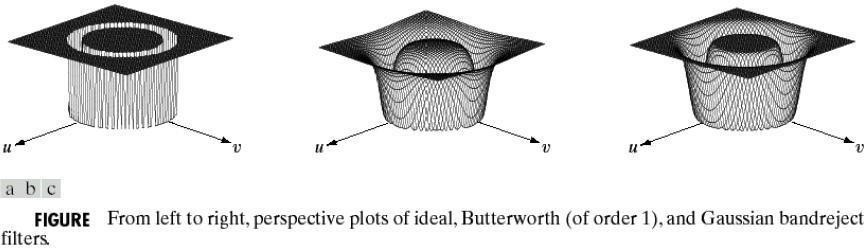 u v u v u v
a b c
FIGURE From left to right, perspective plots of ideal, Butterworth (of order 1), and Gaussian bandreject
filters.